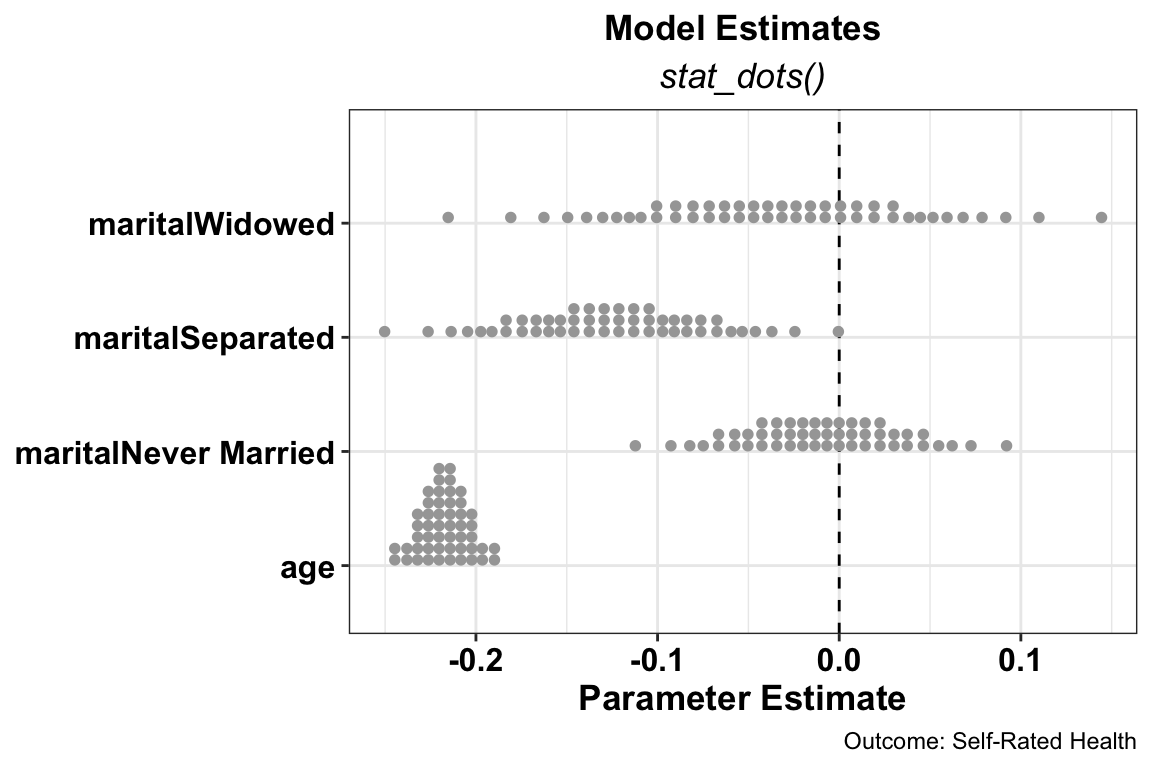 Model Estimates
stat_dots()
maritalWidowed
maritalSeparated
maritalNever Married
age
-0.2 -0.1 0.0 0.1
Parameter Estimate
Outcome: Self-Rated Health